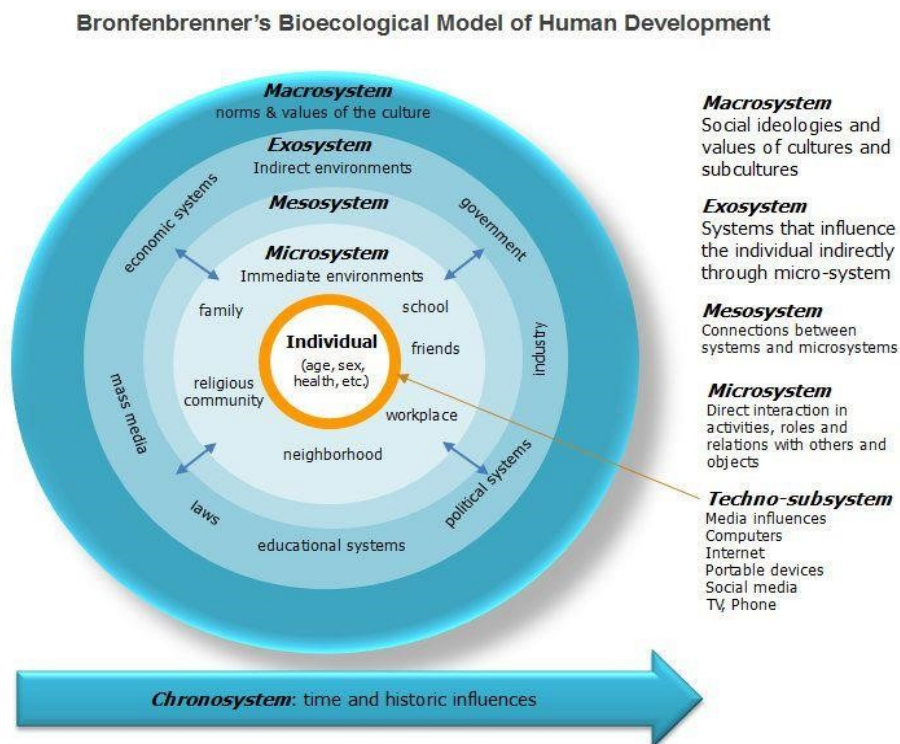 Bronfenbrenner's Bioecological Model of Human Development
Macrosystem
norms & values of the culture
Exosystem
Indirect environments
Mesosystem
Microsystem
Immediate environments
economic systems
government
family
school
Individual
(age, sex,
health, etc.)
friends
industry
religious
community
workplace
mass media
neighborhood
political systems
laws
educational systems
Macrosystem
Social ideologies and
values of cultures and
subcultures
Exosystem
Systems that influence
the individual indirectly
through micro-system
Mesosystem
Connections between
systems and microsystems
Microsystem
Direct interaction in
activities, roles and
relations with others and
objects
Techno-subsystem
Media influences
Computers
Internet
Portable devices
Social media
TV, Phone
Chronosystem: time and historic influences